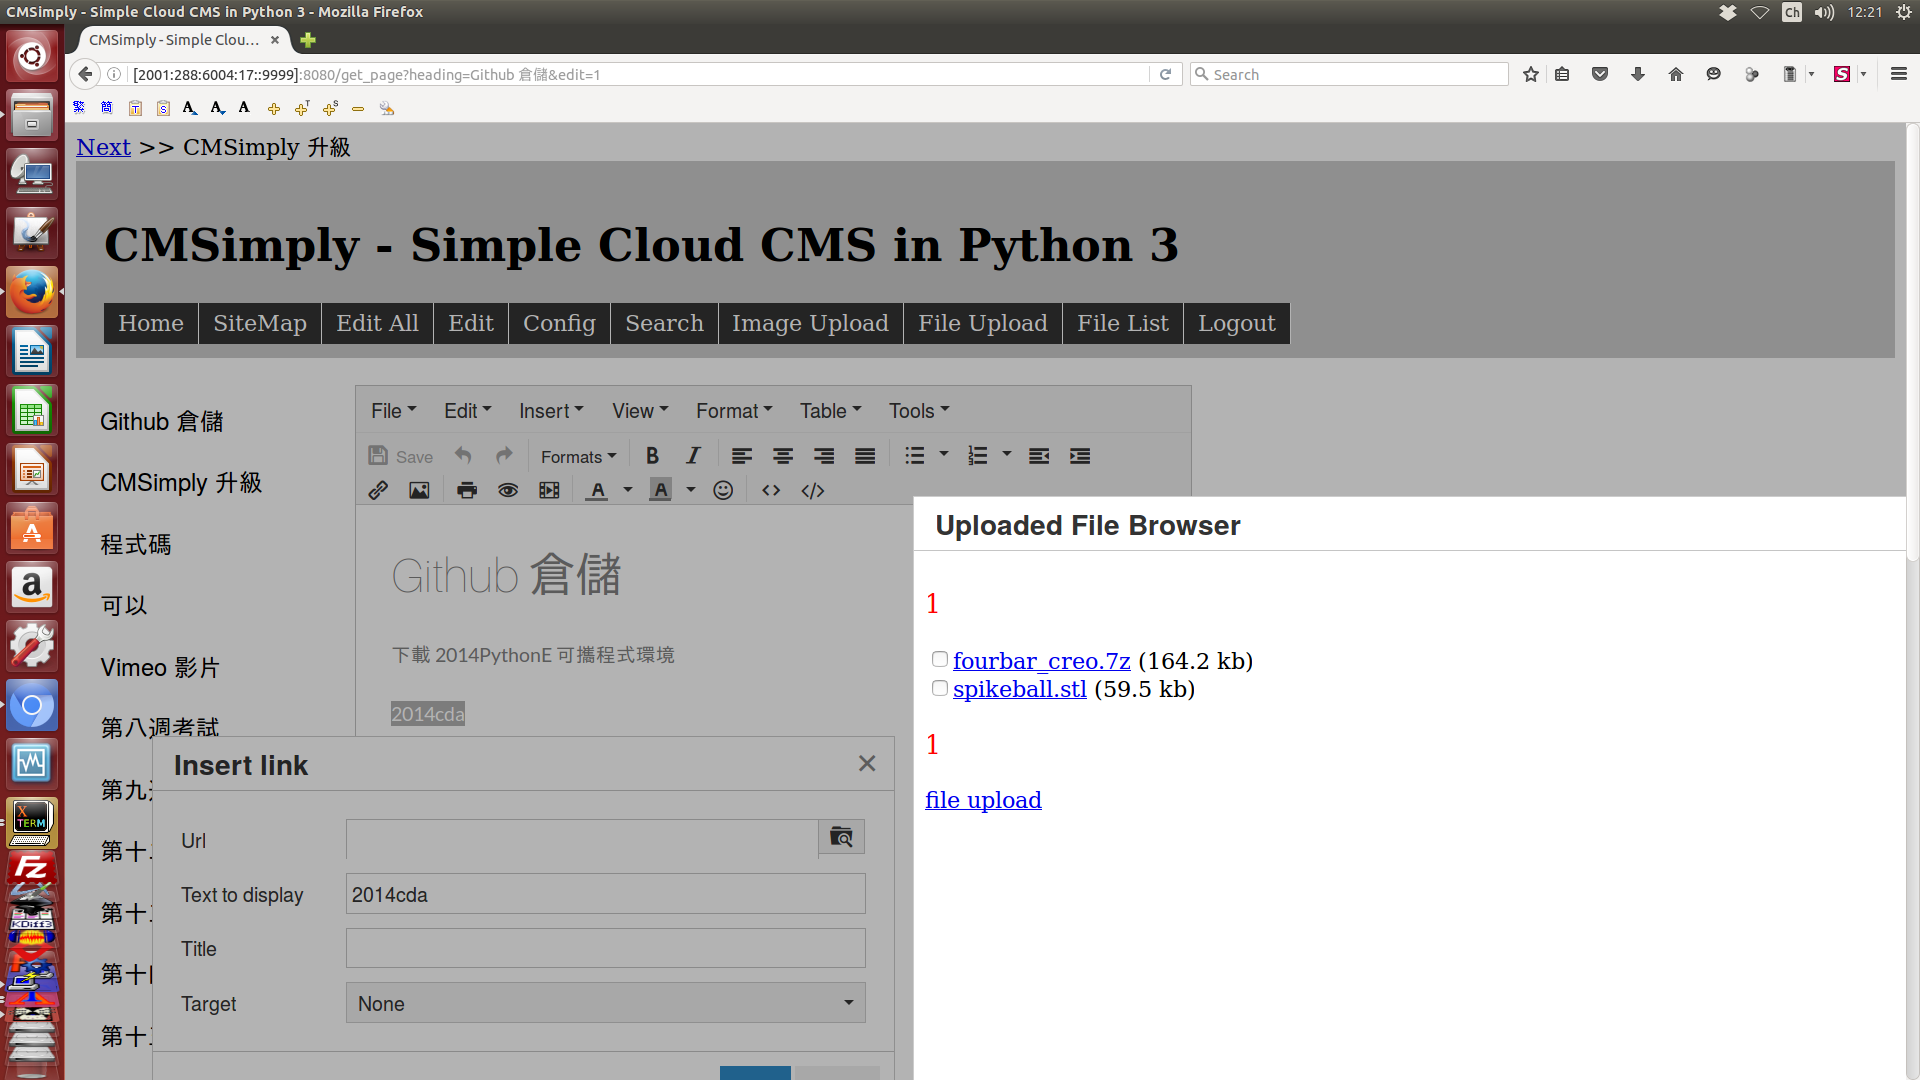 CMSimply - Simple Cloud CMS in Python 3 - Mozilla Firefox
Ch
12:21
CMSimply - Simple Clou...
[2001:288:6004:17::9999]:8080/get_page?heading=Github 倉儲&edit=1
Search
繁 簡
Next >> CMSimply 升級
CMSimply - Simple Cloud CMS in Python 3
Home SiteMap Edit All Edit Config Search Image Upload File Upload File List Logout
Github 倉儲
CMSimply 升級
程式碼
可以
Vimeo 影片
第八週考試
第九
第十
第十
第十
第十
File Edit Insert View Format Table Tools
Save Formats B I
A A
Github 倉儲
下載 2014PythonE 可攜程式環境
2014cda
Insert link
Url
Text to display 2014cda
Title
Target None
Uploaded File Browser
1
fourbar_creo.7z (164.2 kb)
spikeball.stl (59.5 kb)
1
file upload
X
TERM
FZ
KDiff3